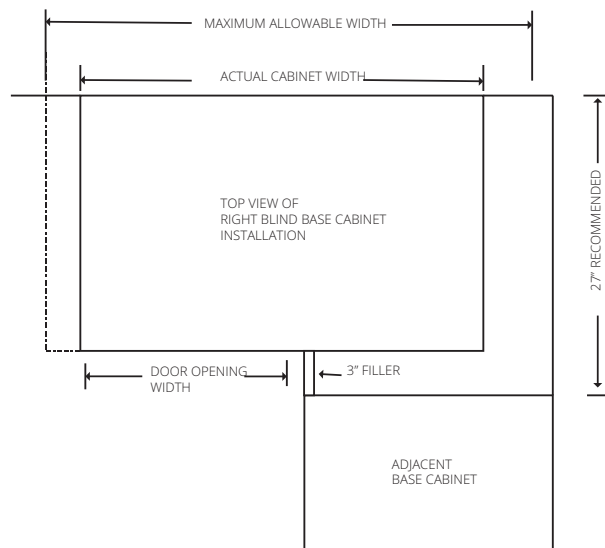 MAXIMUM ALLOWABLE WIDTH
ACTUAL CABINET WIDTH
TOP VIEW OF
RIGHT BLIND BASE CABINET
INSTALLATION
27" RECOMMENDED
DOOR OPENING
WIDTH
3" FILLER
ADJACENT
BASE CABINET